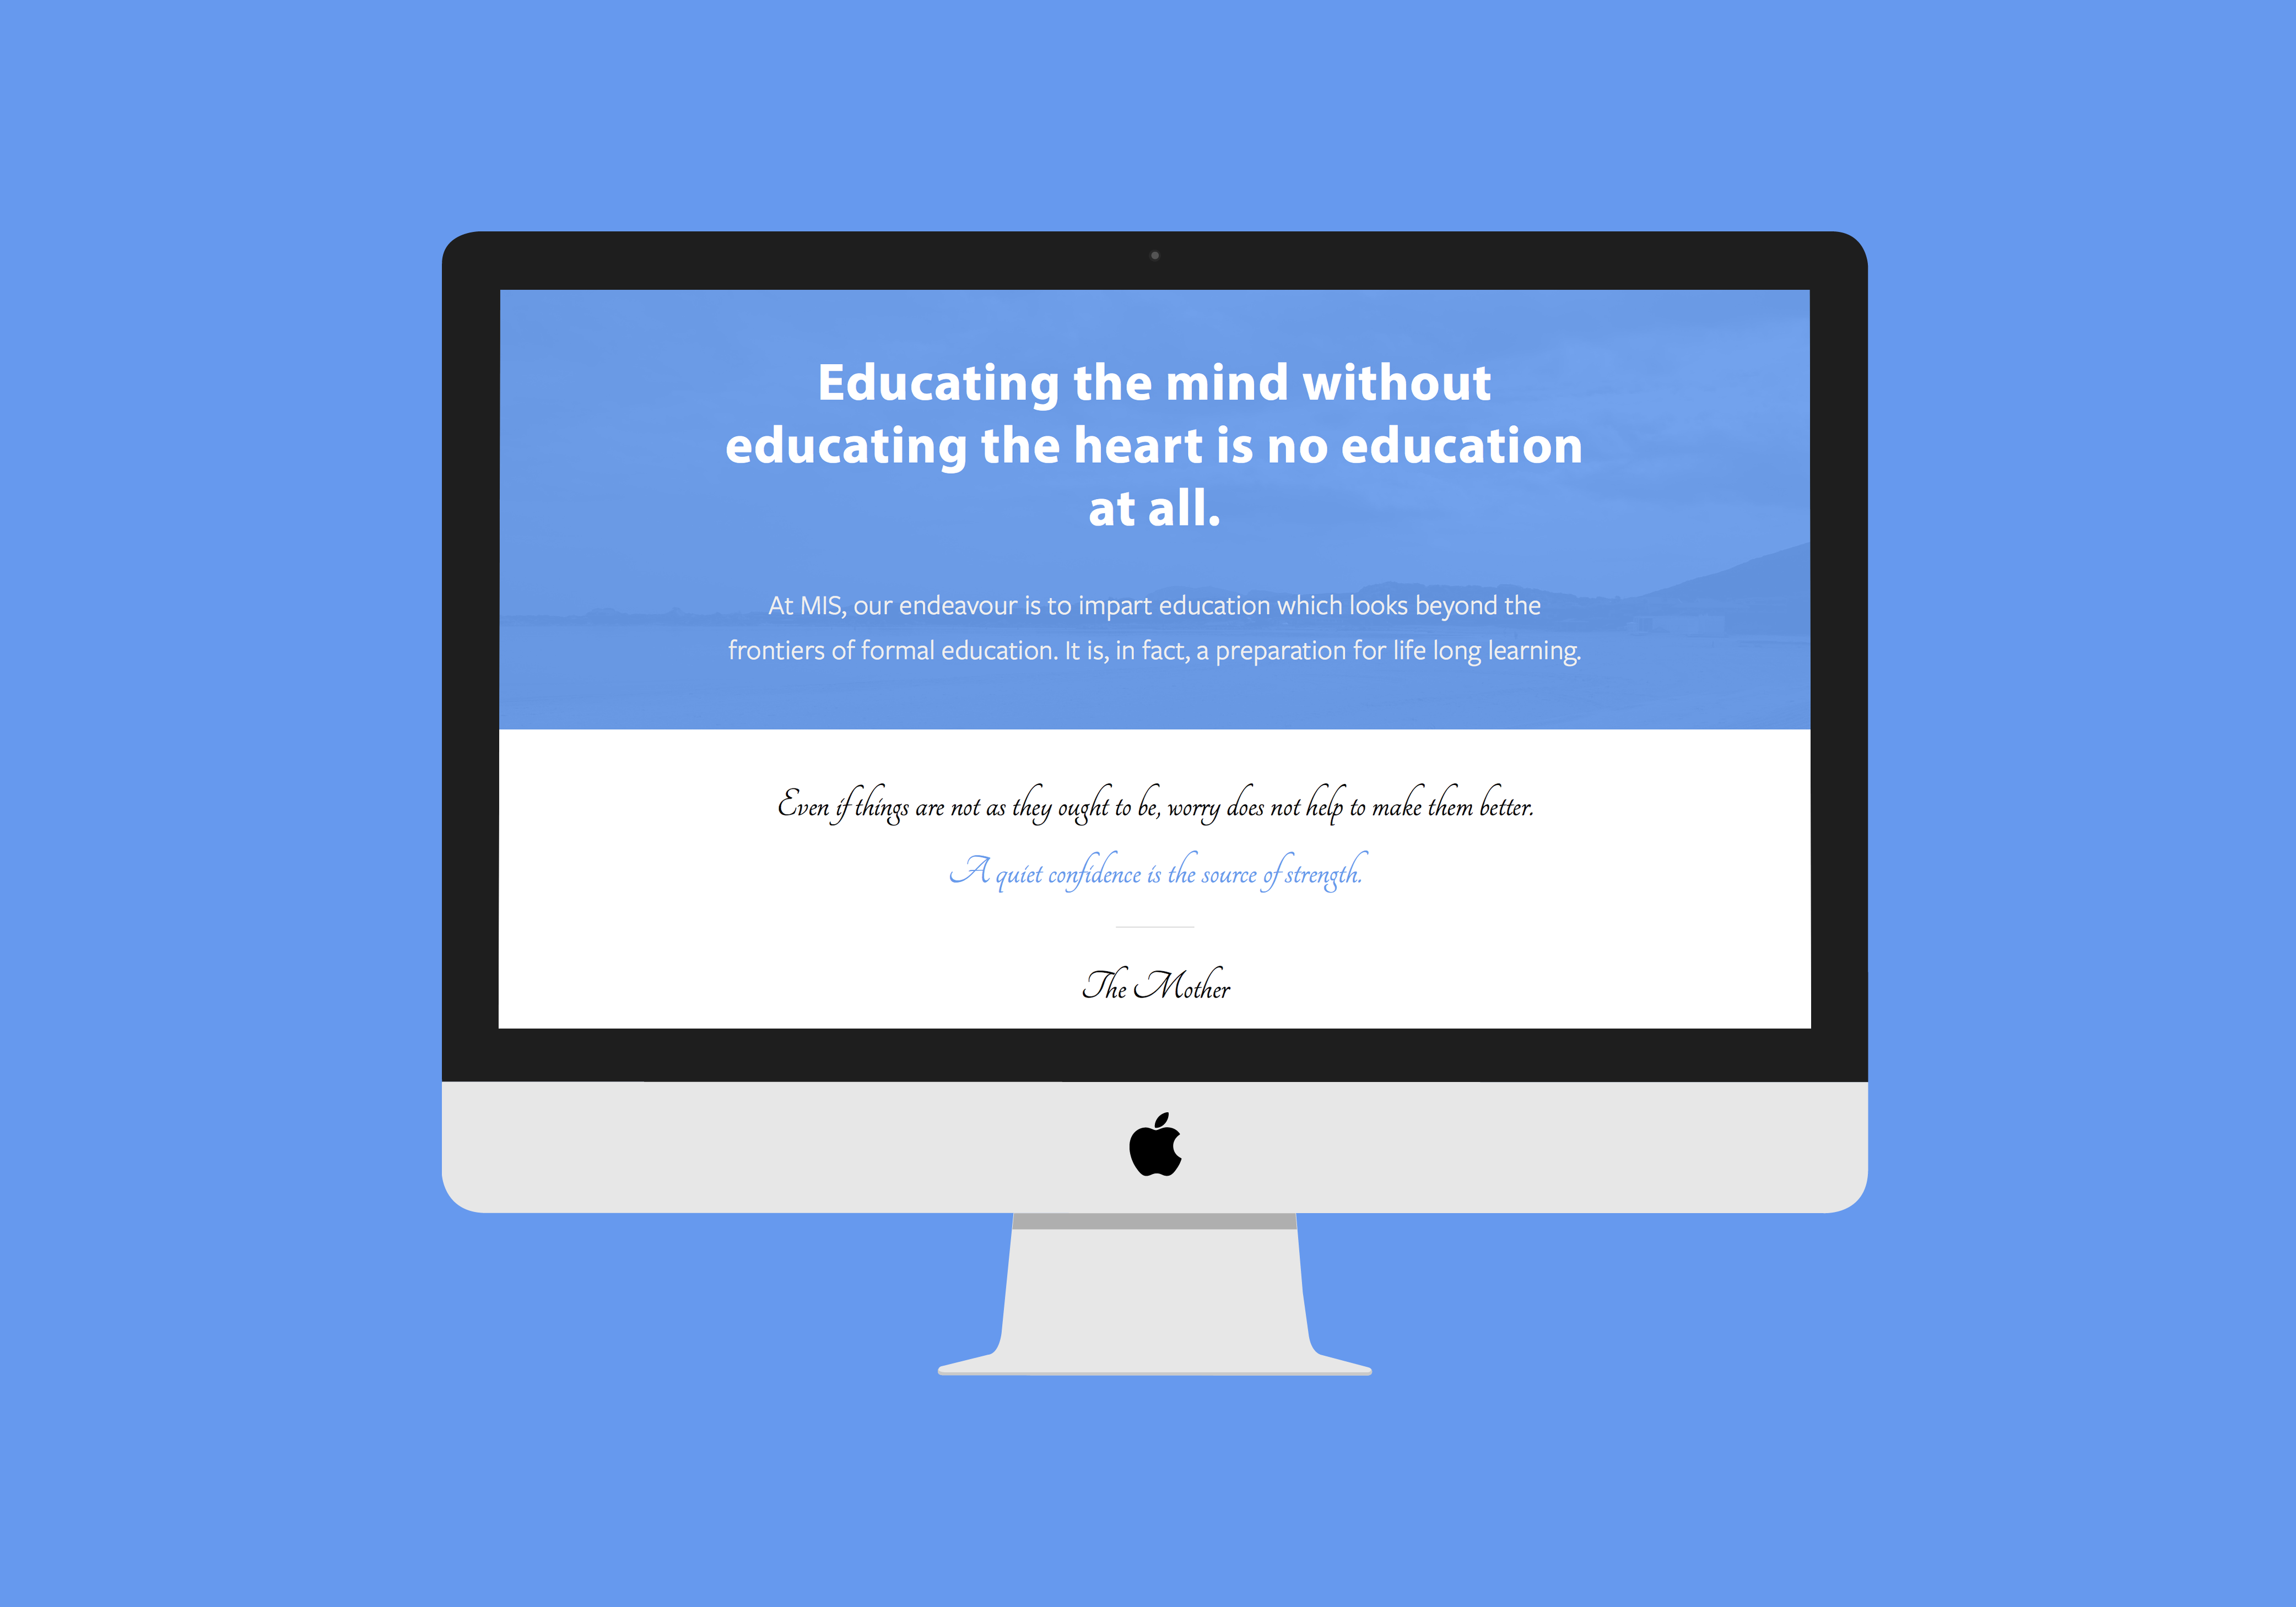 Educating the mind without
educating the heart is no education
at all.
At MIS, our endeavour is to impart education which looks beyond the
frontiers of formal education. It is, in fact, a preparation for life long learning.
Even if things are not as they ought to be, worry does not help to make them better.
A quiet confidence is the source of strength.
The Mother